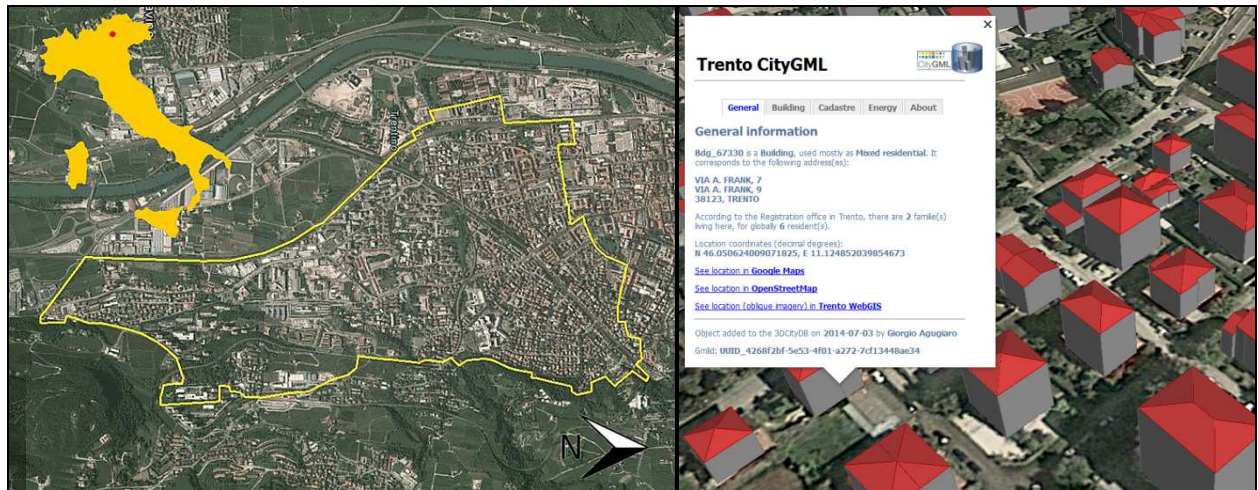 N
Trento CityGML
CityGML
General Building Cadastre Energy About
General information
Bdg_67330 is a Building, used mostly as Mixed residential. It
corresponds to the following address(es):
VIA A. FRANK, 7
VIA A. FRANK, 9
38123, TRENTO
According to the Registration office in Trento, there are 2 familie(s)
living here, for globally 6 resident(s).
Location coordinates (decimal degrees):
N 46.050624009071825, E 11.124852039854673
See location in Google Maps
See location in OpenStreetMap
See location (oblique imagery) in Trento WebGIS
Object added to the 3DCityDB on 2014-07-03 by Giorgio Agugiaro
Gmlid: UUID_4268f2bf-5e53-4f01-a272-7cf13448ae34